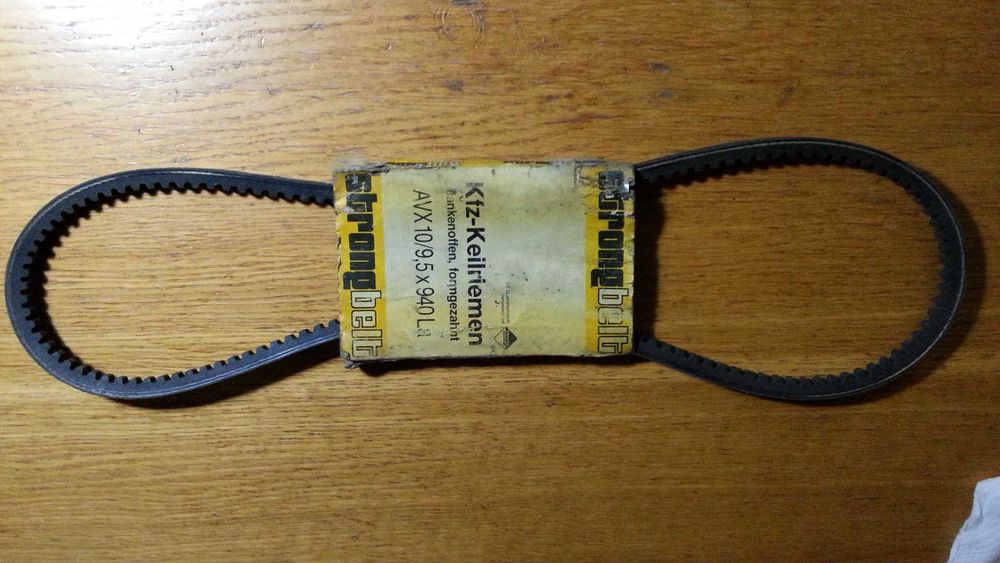 strongbelt
Kfz-Keilriemen
flankenoffen, formgezahnt
AVX 10/9,5 x 940 La
strongbelt